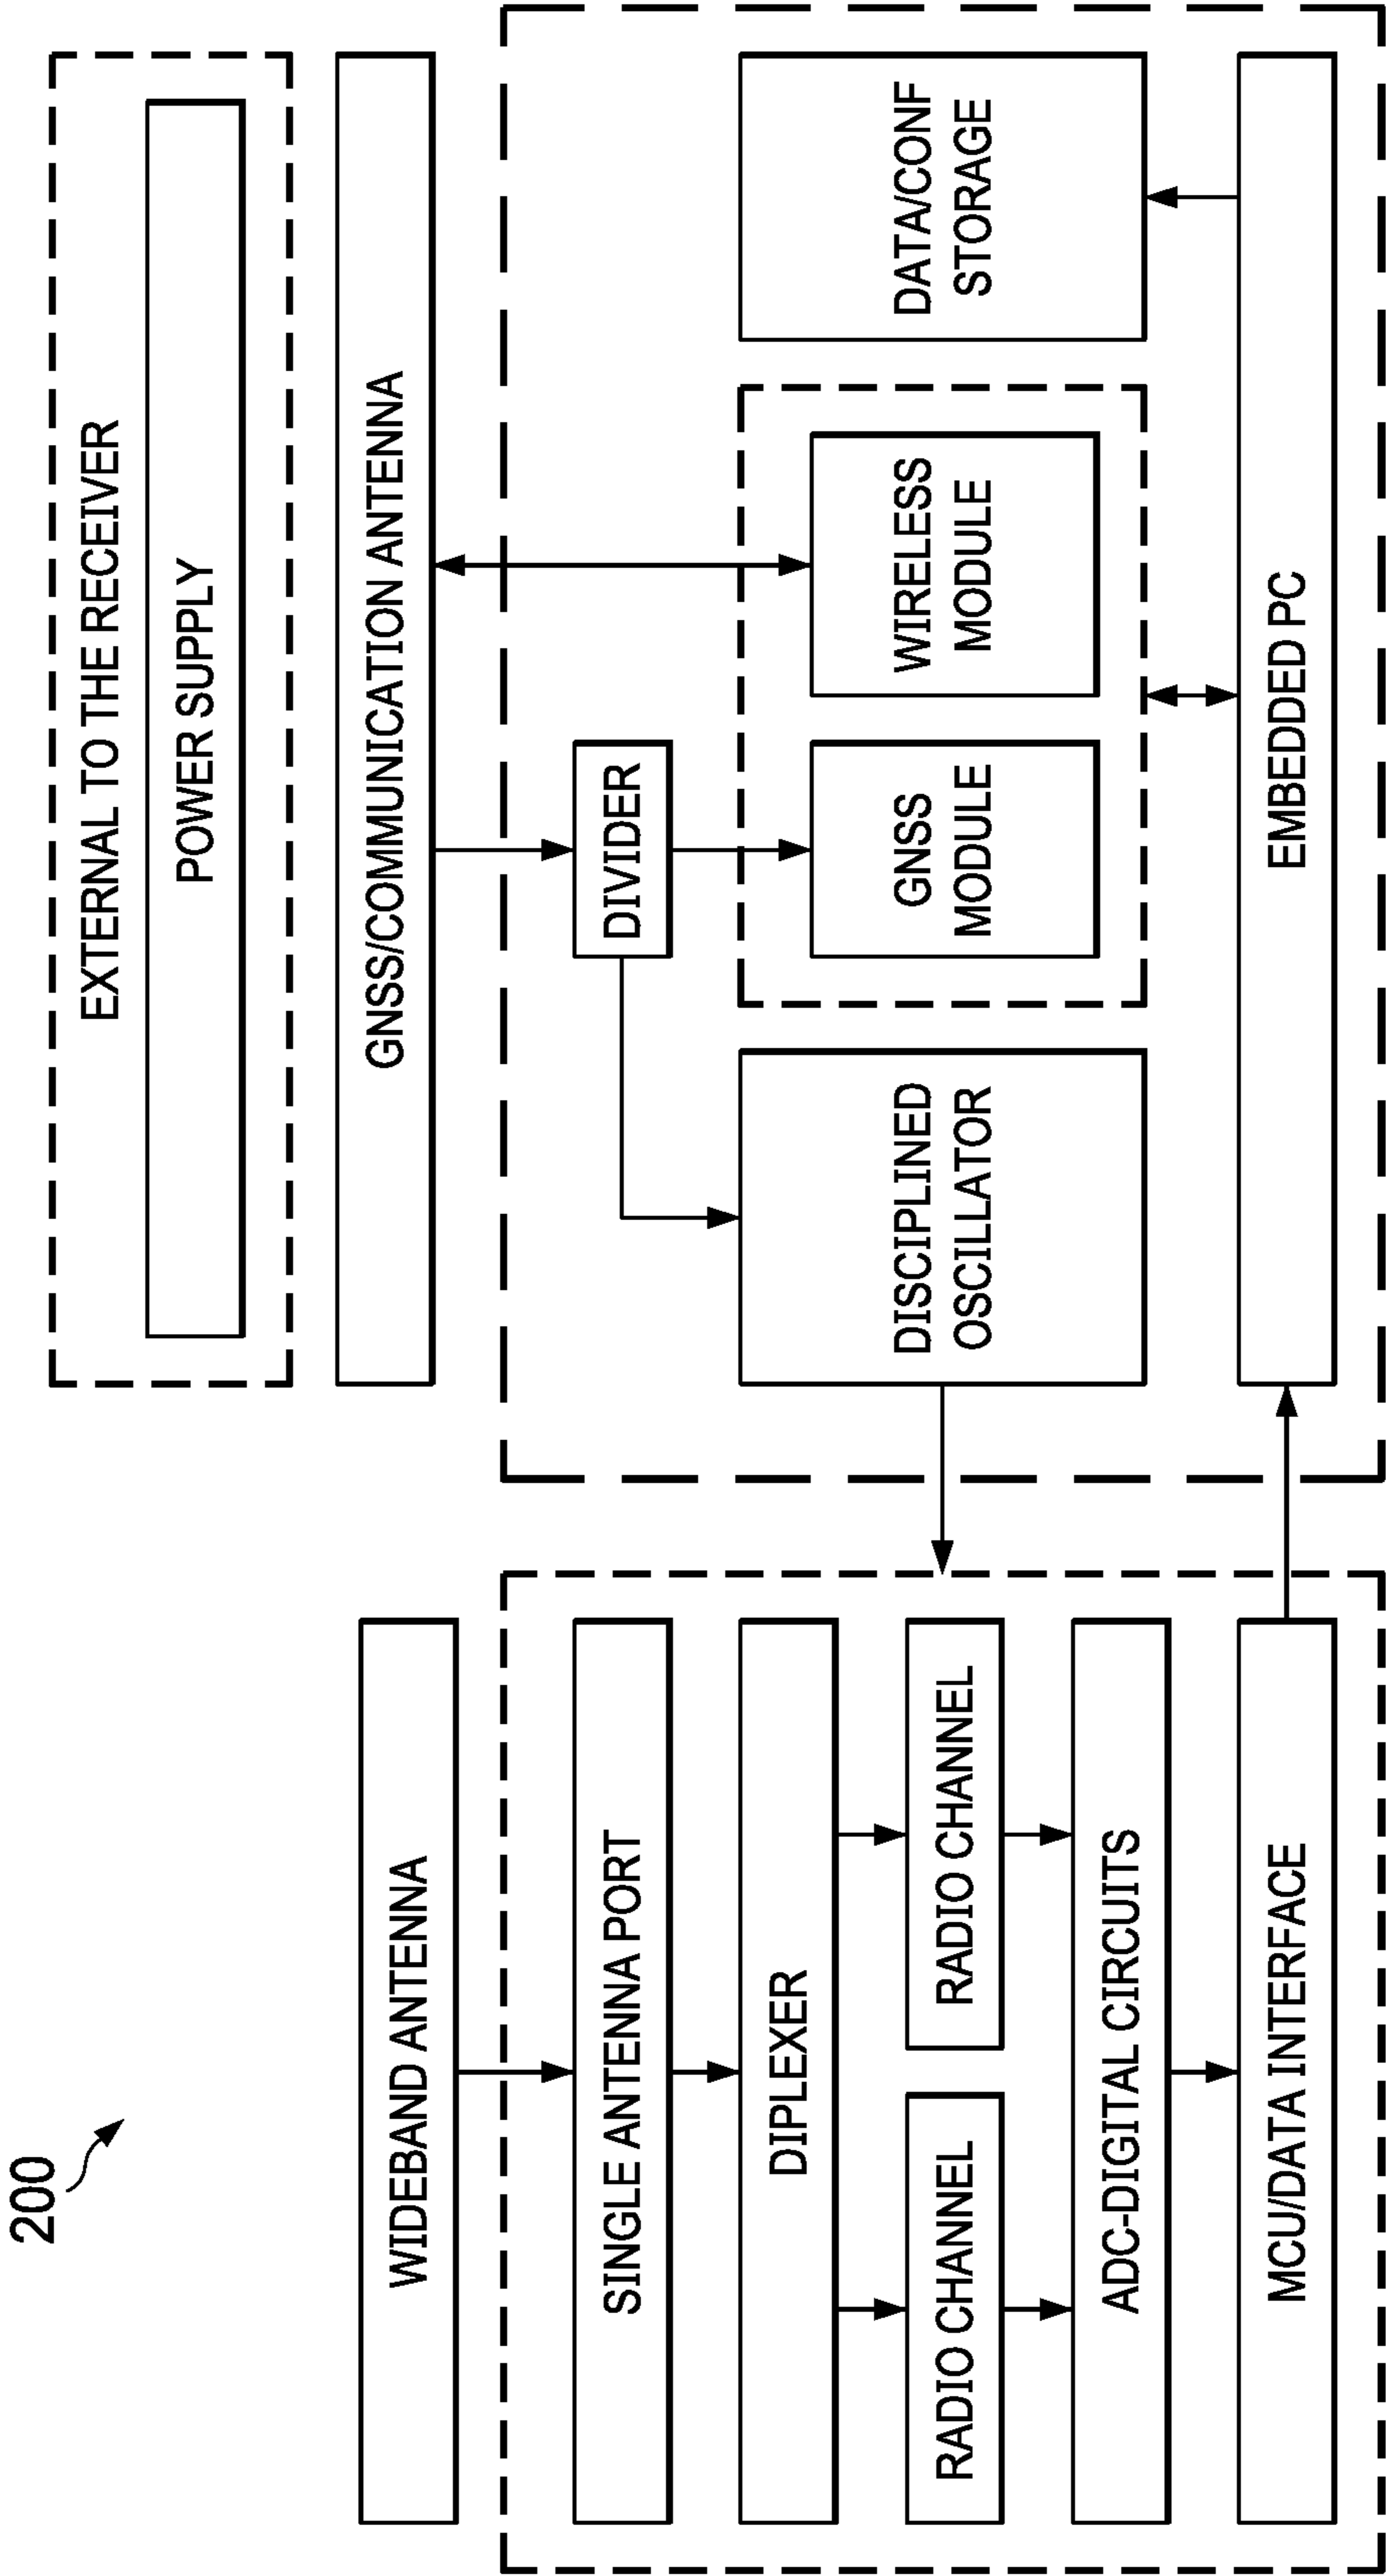 200
WIDEBAND ANTENNA
SINGLE ANTENNA PORT
DIPLEXER
RADIO CHANNEL
RADIO CHANNEL
ADC-DIGITAL CIRCUITS
MCU/DATA INTERFACE
EXTERNAL TO THE RECEIVER
POWER SUPPLY
GNSS/COMMUNICATION ANTENNA
DIVIDER
DISCIPLINED
OSCILLATOR
GNSS
MODULE
WIRELESS
MODULE
DATA/CONF
STORAGE
EMBEDDED PC